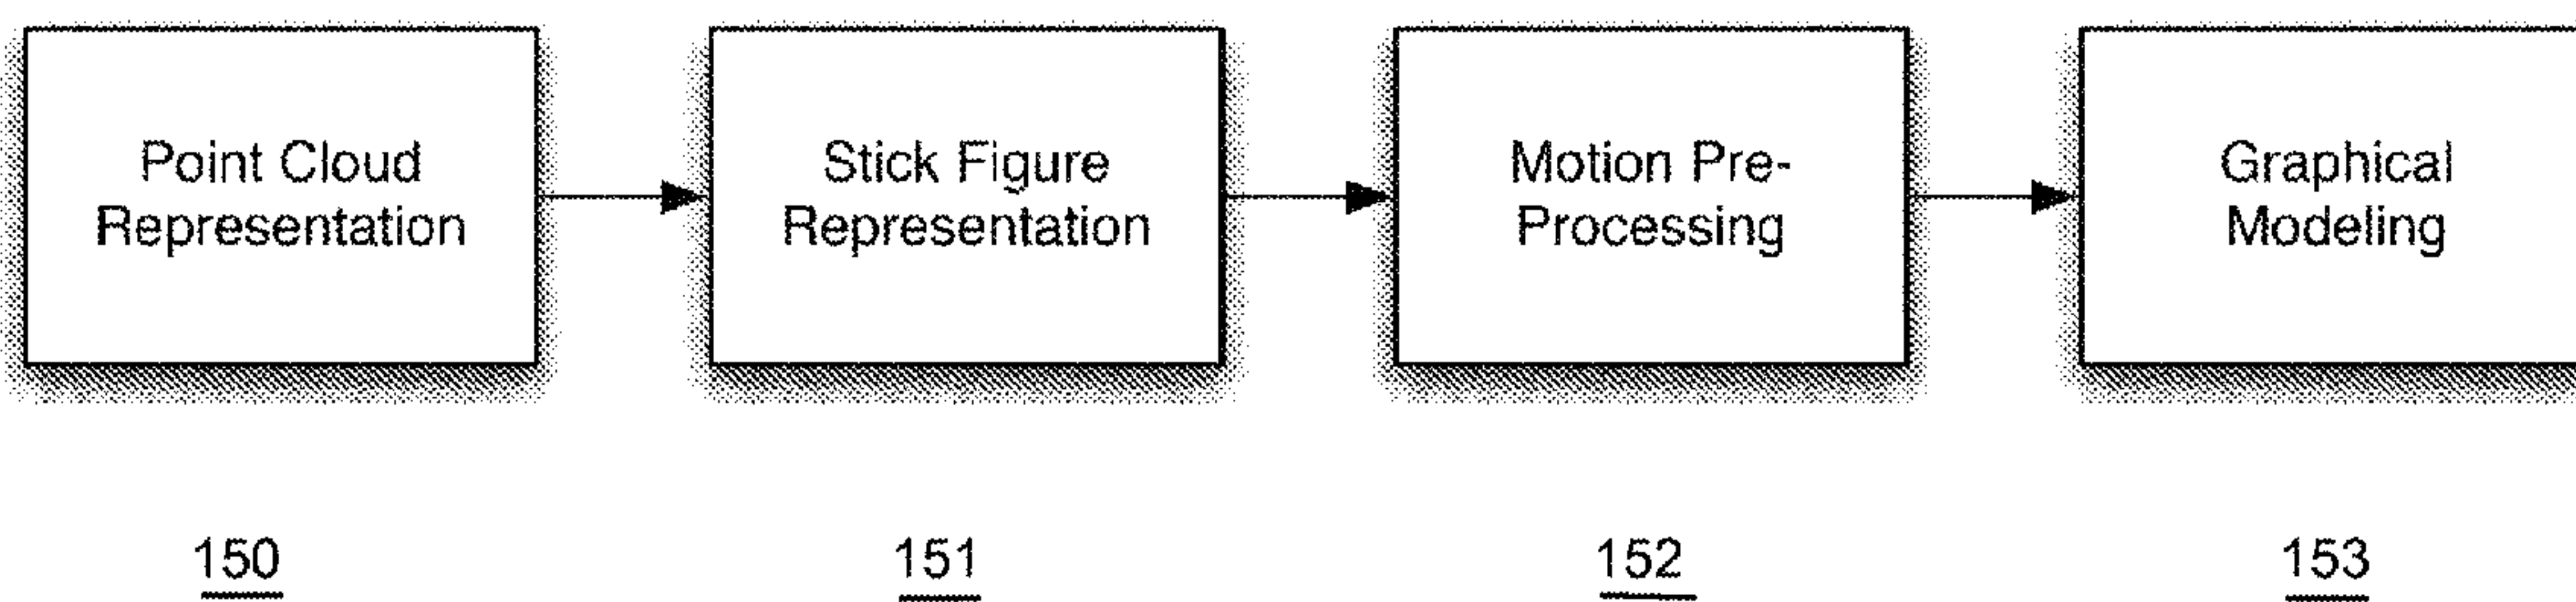 Point Cloud
Representation
Stick Figure
Representation
Motion Pre-
Processing
Graphical
Modeling
150
151
152
153